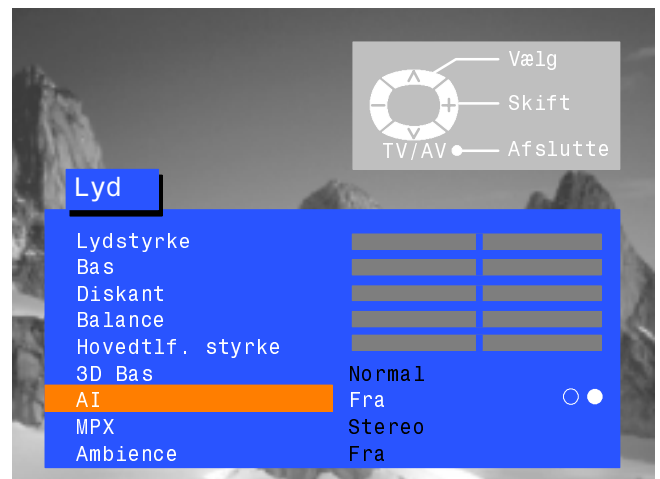 Vælg
Skift
TV/AV Afslutte
Lyd
Lydstyrke
Bas
Diskant
Balance
Hovedtlf. styrke
3D Bas Normal
AI Fra
MPX Stereo
Ambience Fra